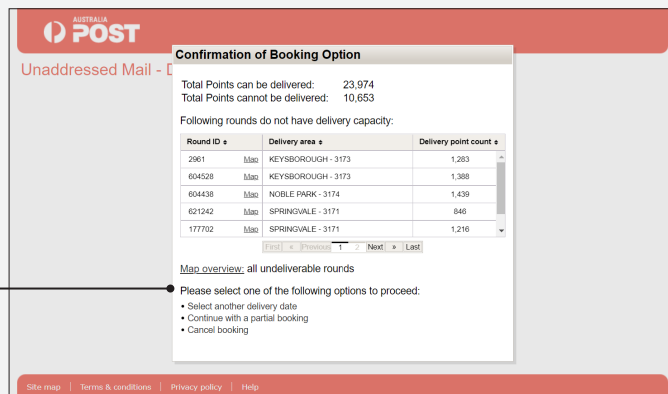 AUSTRALIA
POST
Unaddressed Mail - D
Confirmation of Booking Option
Total Points can be delivered: 23,974
Total Points cannot be delivered: 10,653
Following rounds do not have delivery capacity:
Round ID Delivery area Delivery point count
2961 Map KEYSBOROUGH - 3173 1,283
604528 Map KEYSBOROUGH - 3173 1,388
604438 Map NOBLE PARK - 3174 1,439
621242 Map SPRINGVALE - 3171 846
177702 Map SPRINGVALE - 3171 1,216
First « Previous 1 2 Next » Last
Map overview: all undeliverable rounds
Please select one of the following options to proceed:
• Select another delivery date
• Continue with a partial booking
• Cancel booking
Site map | Terms & conditions | Privacy policy | Help